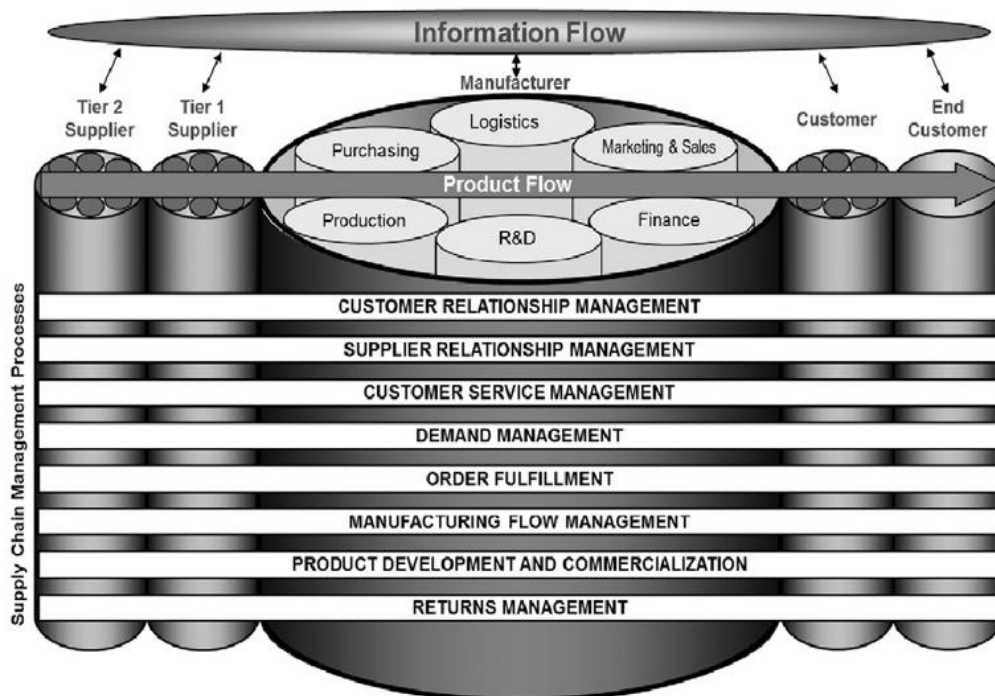 Information Flow
Tier 2
Supplier
Tier 1
Supplier
Manufacturer
Customer
End
Customer
Logistics
Purchasing
Marketing & Sales
Product Flow
Production
R&D
Finance
Supply Chain Management Processes
CUSTOMER RELATIONSHIP MANAGEMENT
SUPPLIER RELATIONSHIP MANAGEMENT
CUSTOMER SERVICE MANAGEMENT
DEMAND MANAGEMENT
ORDER FULFILLMENT
MANUFACTURING FLOW MANAGEMENT
PRODUCT DEVELOPMENT AND COMMERCIALIZATION
RETURNS MANAGEMENT